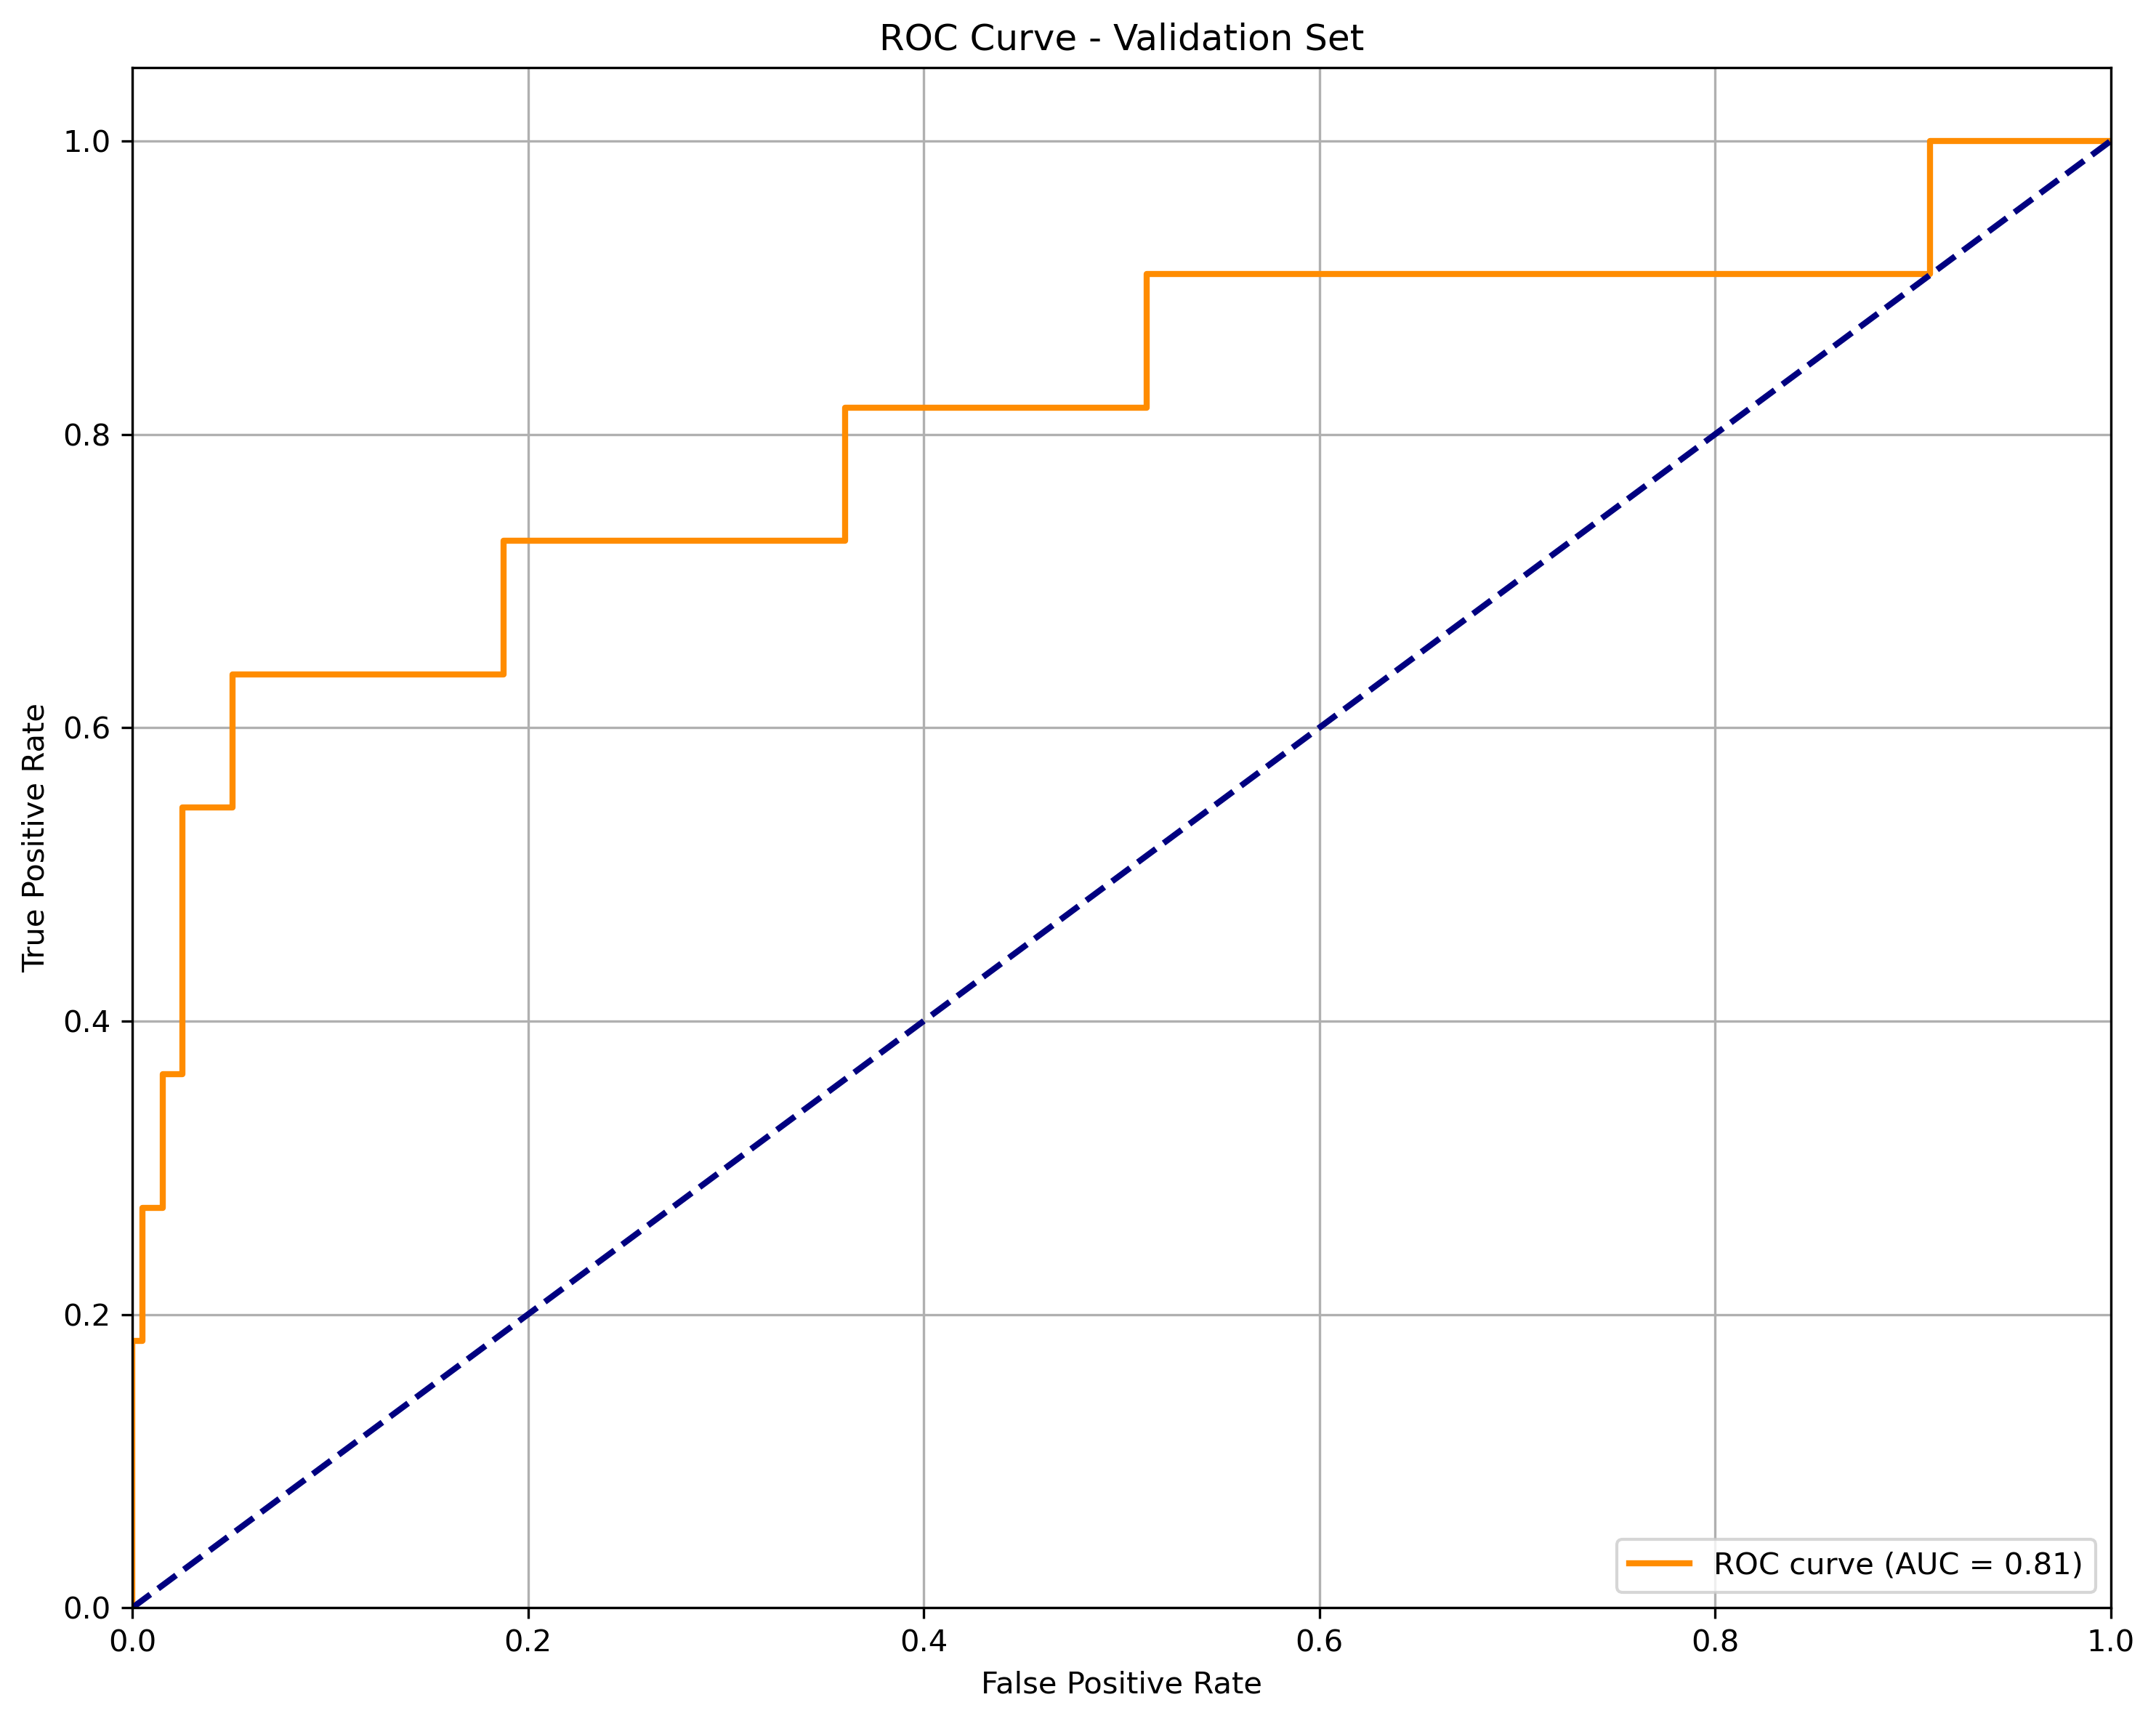 ROC Curve - Validation Set
1.0
0.8
0.6
0.4
0.2
0.0
True Positive Rate
0.0 0.2 0.4 0.6 0.8 1.0
False Positive Rate
ROC curve (AUC = 0.81)